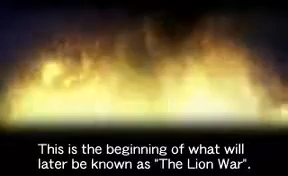 This is the beginning of what will
later be known as "The Lion War".